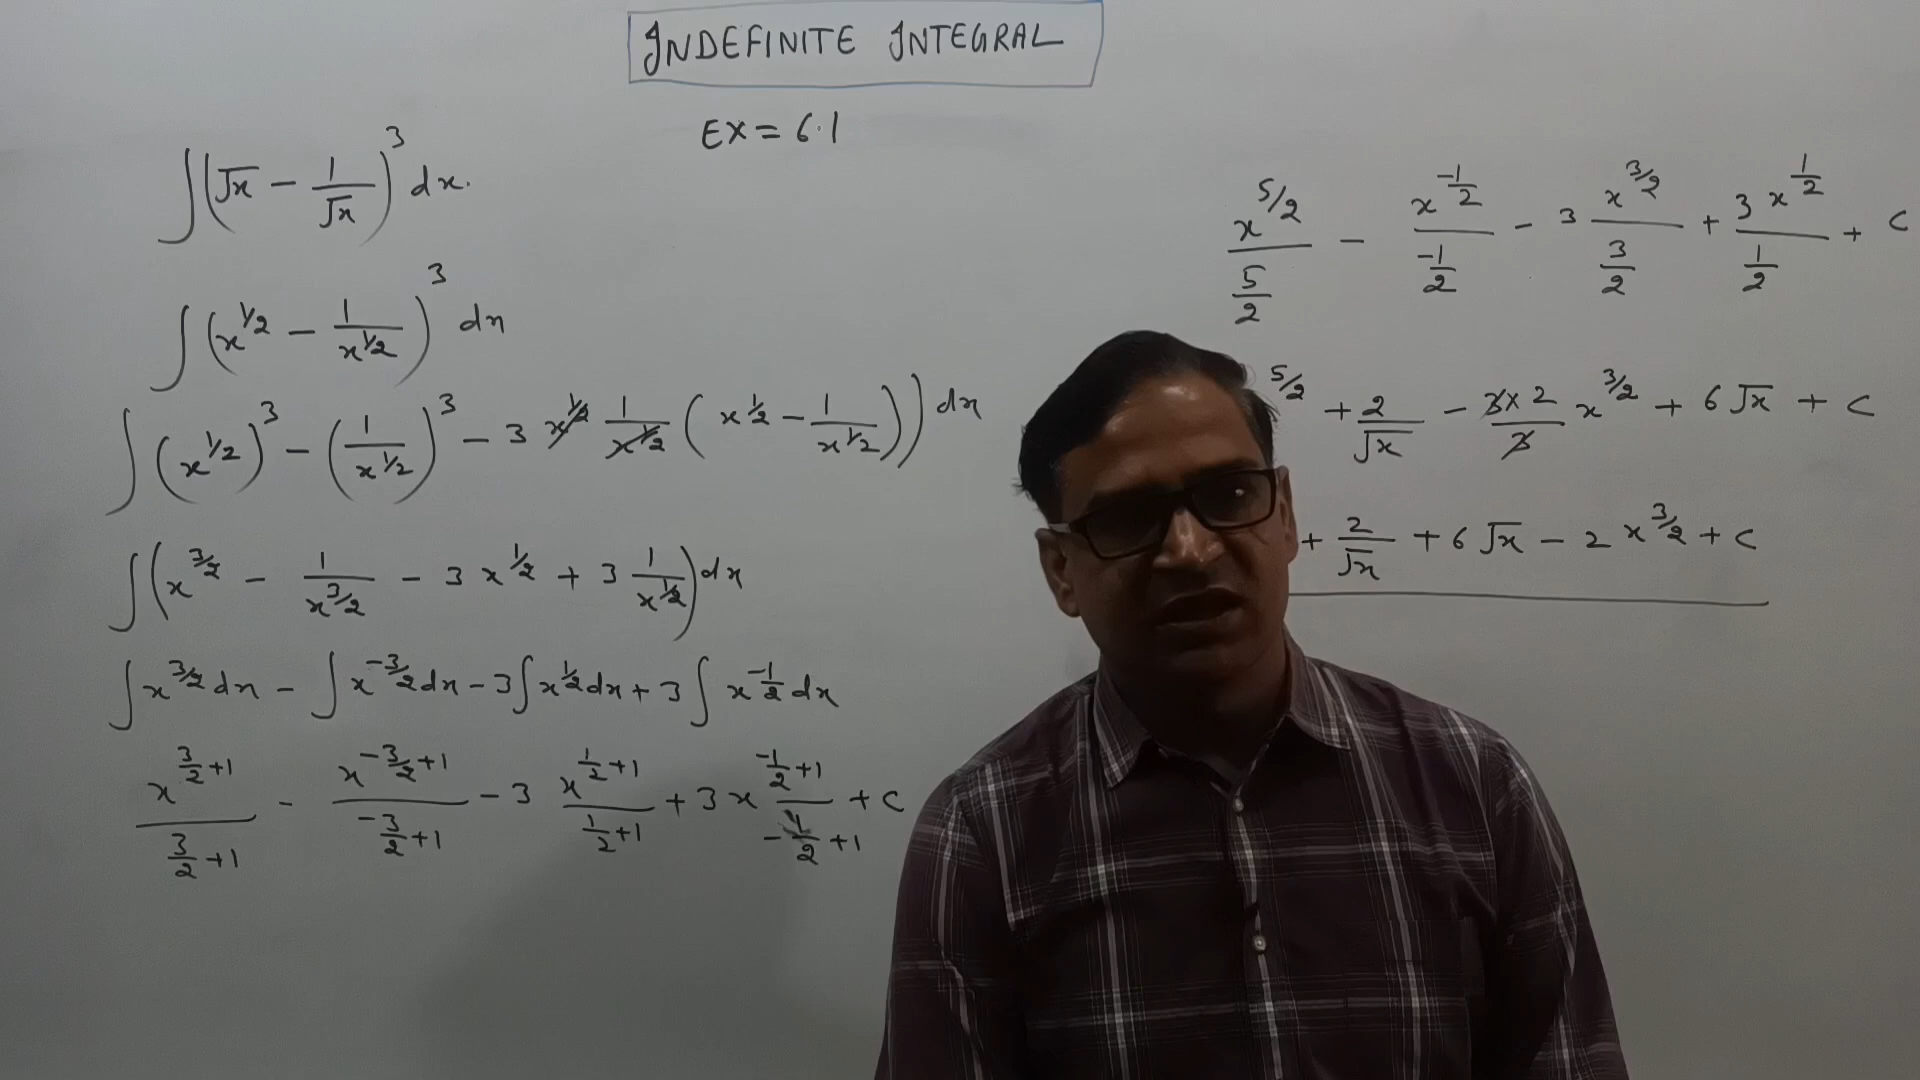 INDEFINITE INTEGRAL
EX = 6.1
∫(√x − 1/√x)³ dx.
∫(x^1/2 − 1/x^1/2)³ dx
∫(x^1/2)³ − (1/x^1/2)³ − 3 x^1/2 1/x^1/2 (x^1/2 − 1/x^1/2)) dx
∫(x^3/2 − 1/x^3/2 − 3 x^1/2 + 3 1/x^1/2) dx
∫x^3/2 dx − ∫x^-3/2 dx − 3∫x^1/2 dx + 3∫x^-1/2 dx
x^(3/2+1)/(3/2+1) − x^(-3/2+1)/(-3/2+1) − 3 x^(1/2+1)/(1/2+1) + 3 x^(-1/2+1)/(-1/2+1) + c
x^5/2/(5/2) − x^(-1/2)/(-1/2) − 3 x^3/2/(3/2) + 3 x^(1/2)/(1/2) + c
5/2 + 2/√x − 3x2/3 x^3/2 + 6√x + c
+ 2/√x + 6√x − 2 x^3/2 + c